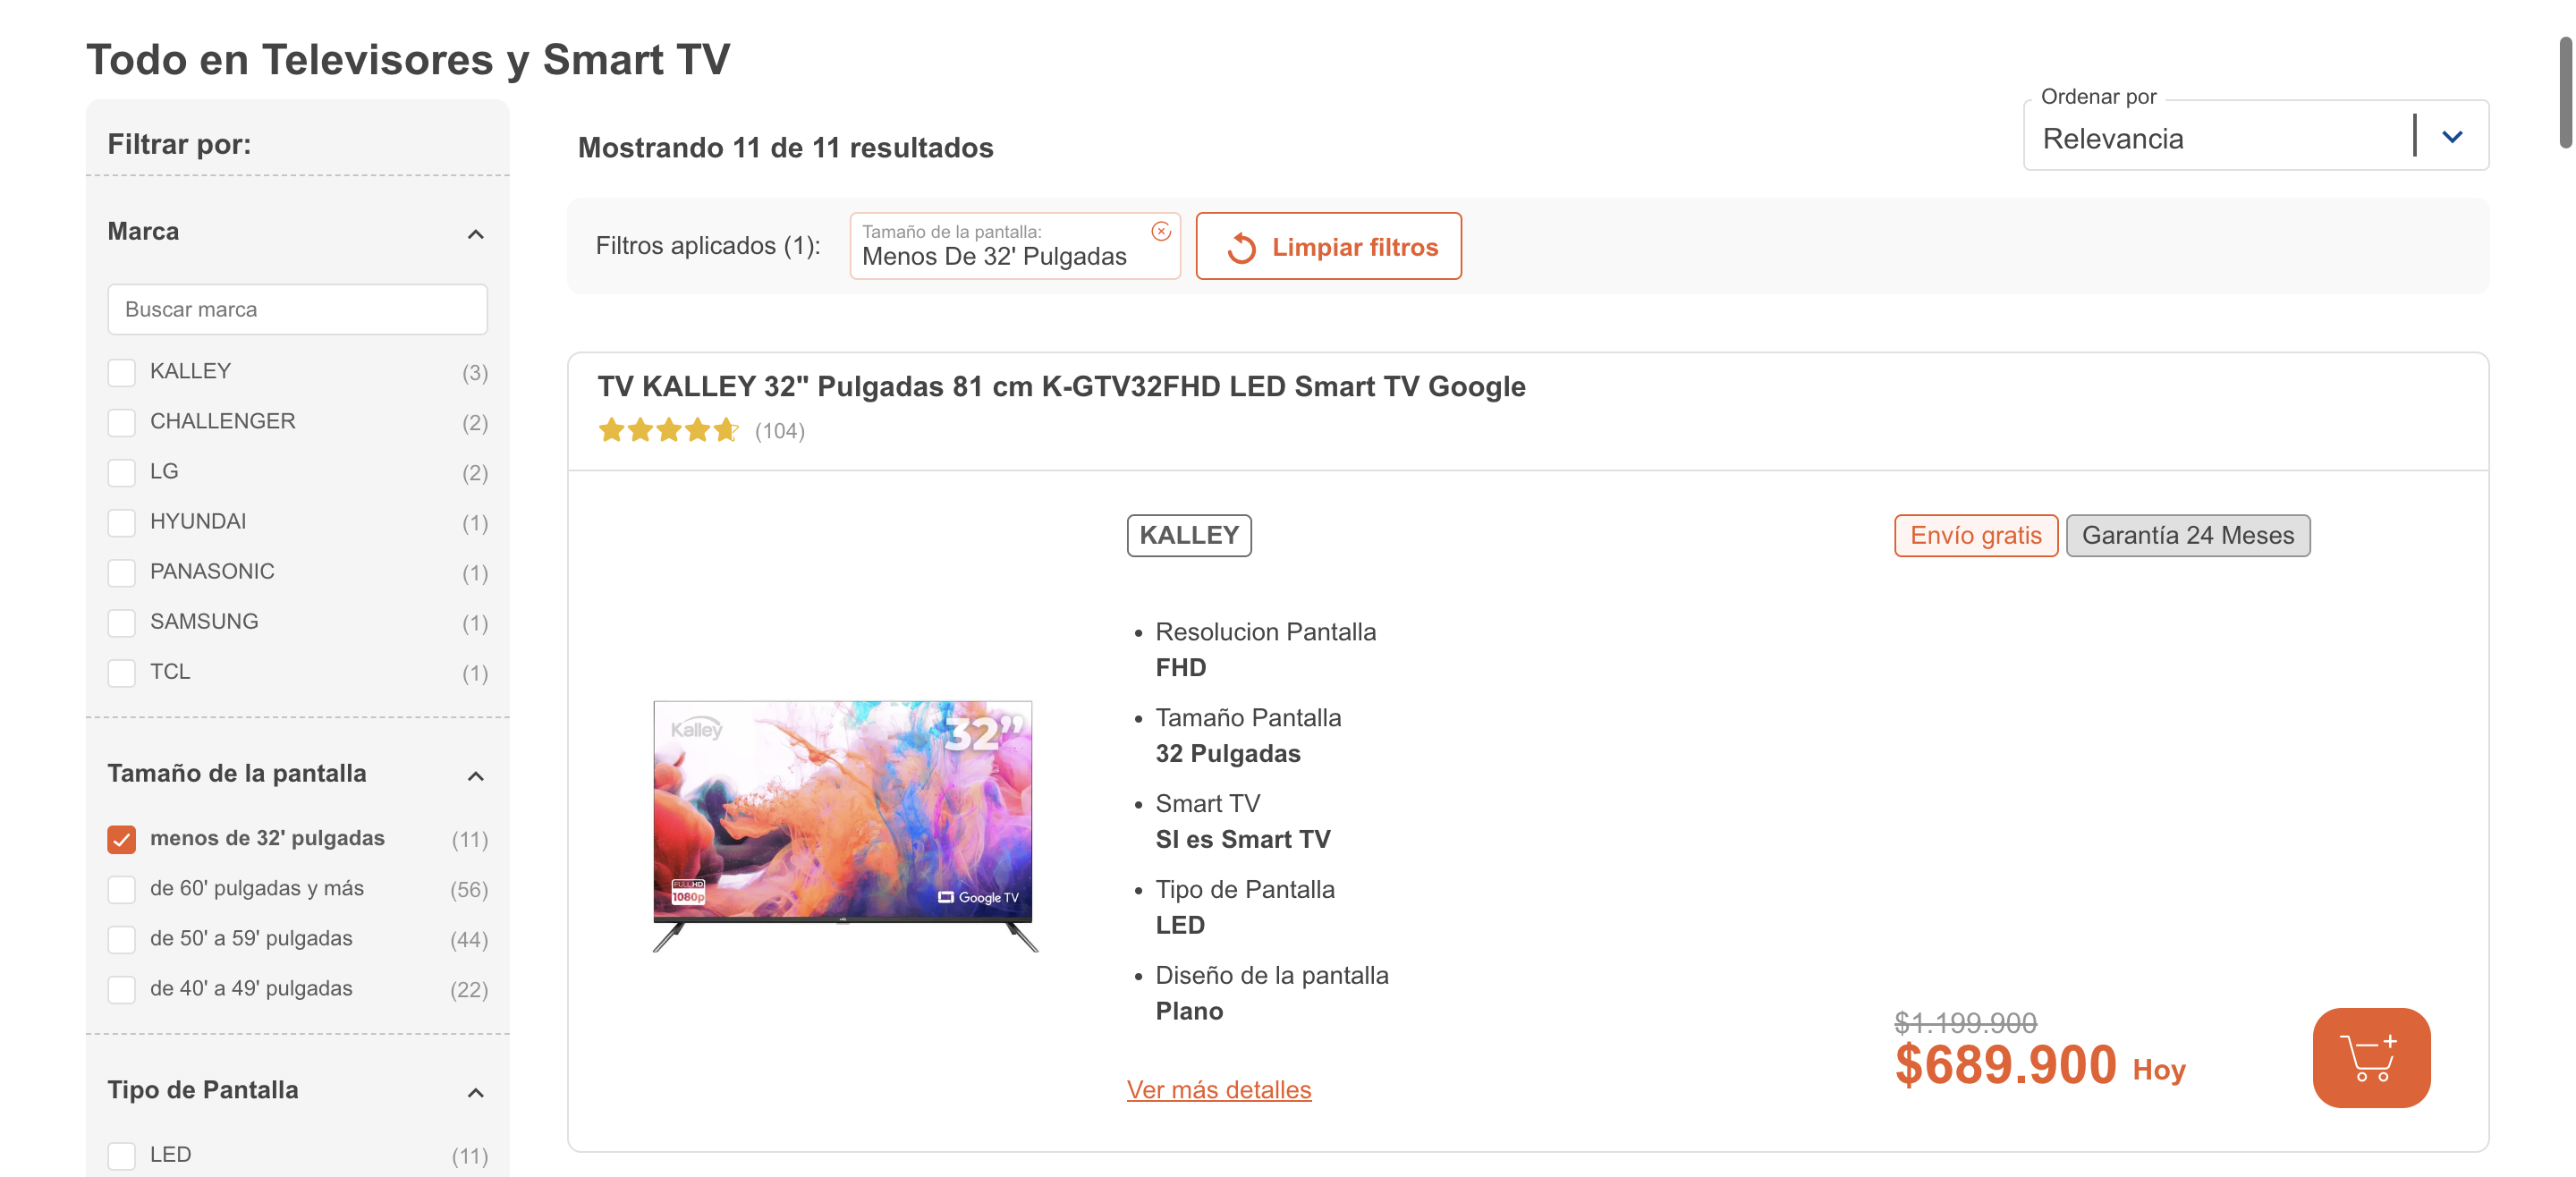 Todo en Televisores y Smart TV
Filtrar por:
Marca
Buscar marca
KALLEY (3)
CHALLENGER (2)
LG (2)
HYUNDAI (1)
PANASONIC (1)
SAMSUNG (1)
TCL (1)
Tamaño de la pantalla
menos de 32' pulgadas (11)
de 60' pulgadas y más (56)
de 50' a 59' pulgadas (44)
de 40' a 49' pulgadas (22)
Tipo de Pantalla
LED (11)
Mostrando 11 de 11 resultados
Ordenar por
Relevancia
Filtros aplicados (1):
Tamaño de la pantalla:
Menos De 32' Pulgadas
Limpiar filtros
TV KALLEY 32" Pulgadas 81 cm K-GTV32FHD LED Smart TV Google
(104)
Kalley
32”
FULL HD
1080p
Google TV
KALLEY
Resolucion Pantalla
FHD
Tamaño Pantalla
32 Pulgadas
Smart TV
SI es Smart TV
Tipo de Pantalla
LED
Diseño de la pantalla
Plano
Ver más detalles
Envío gratis
Garantía 24 Meses
$1.199.900
$689.900 Hoy